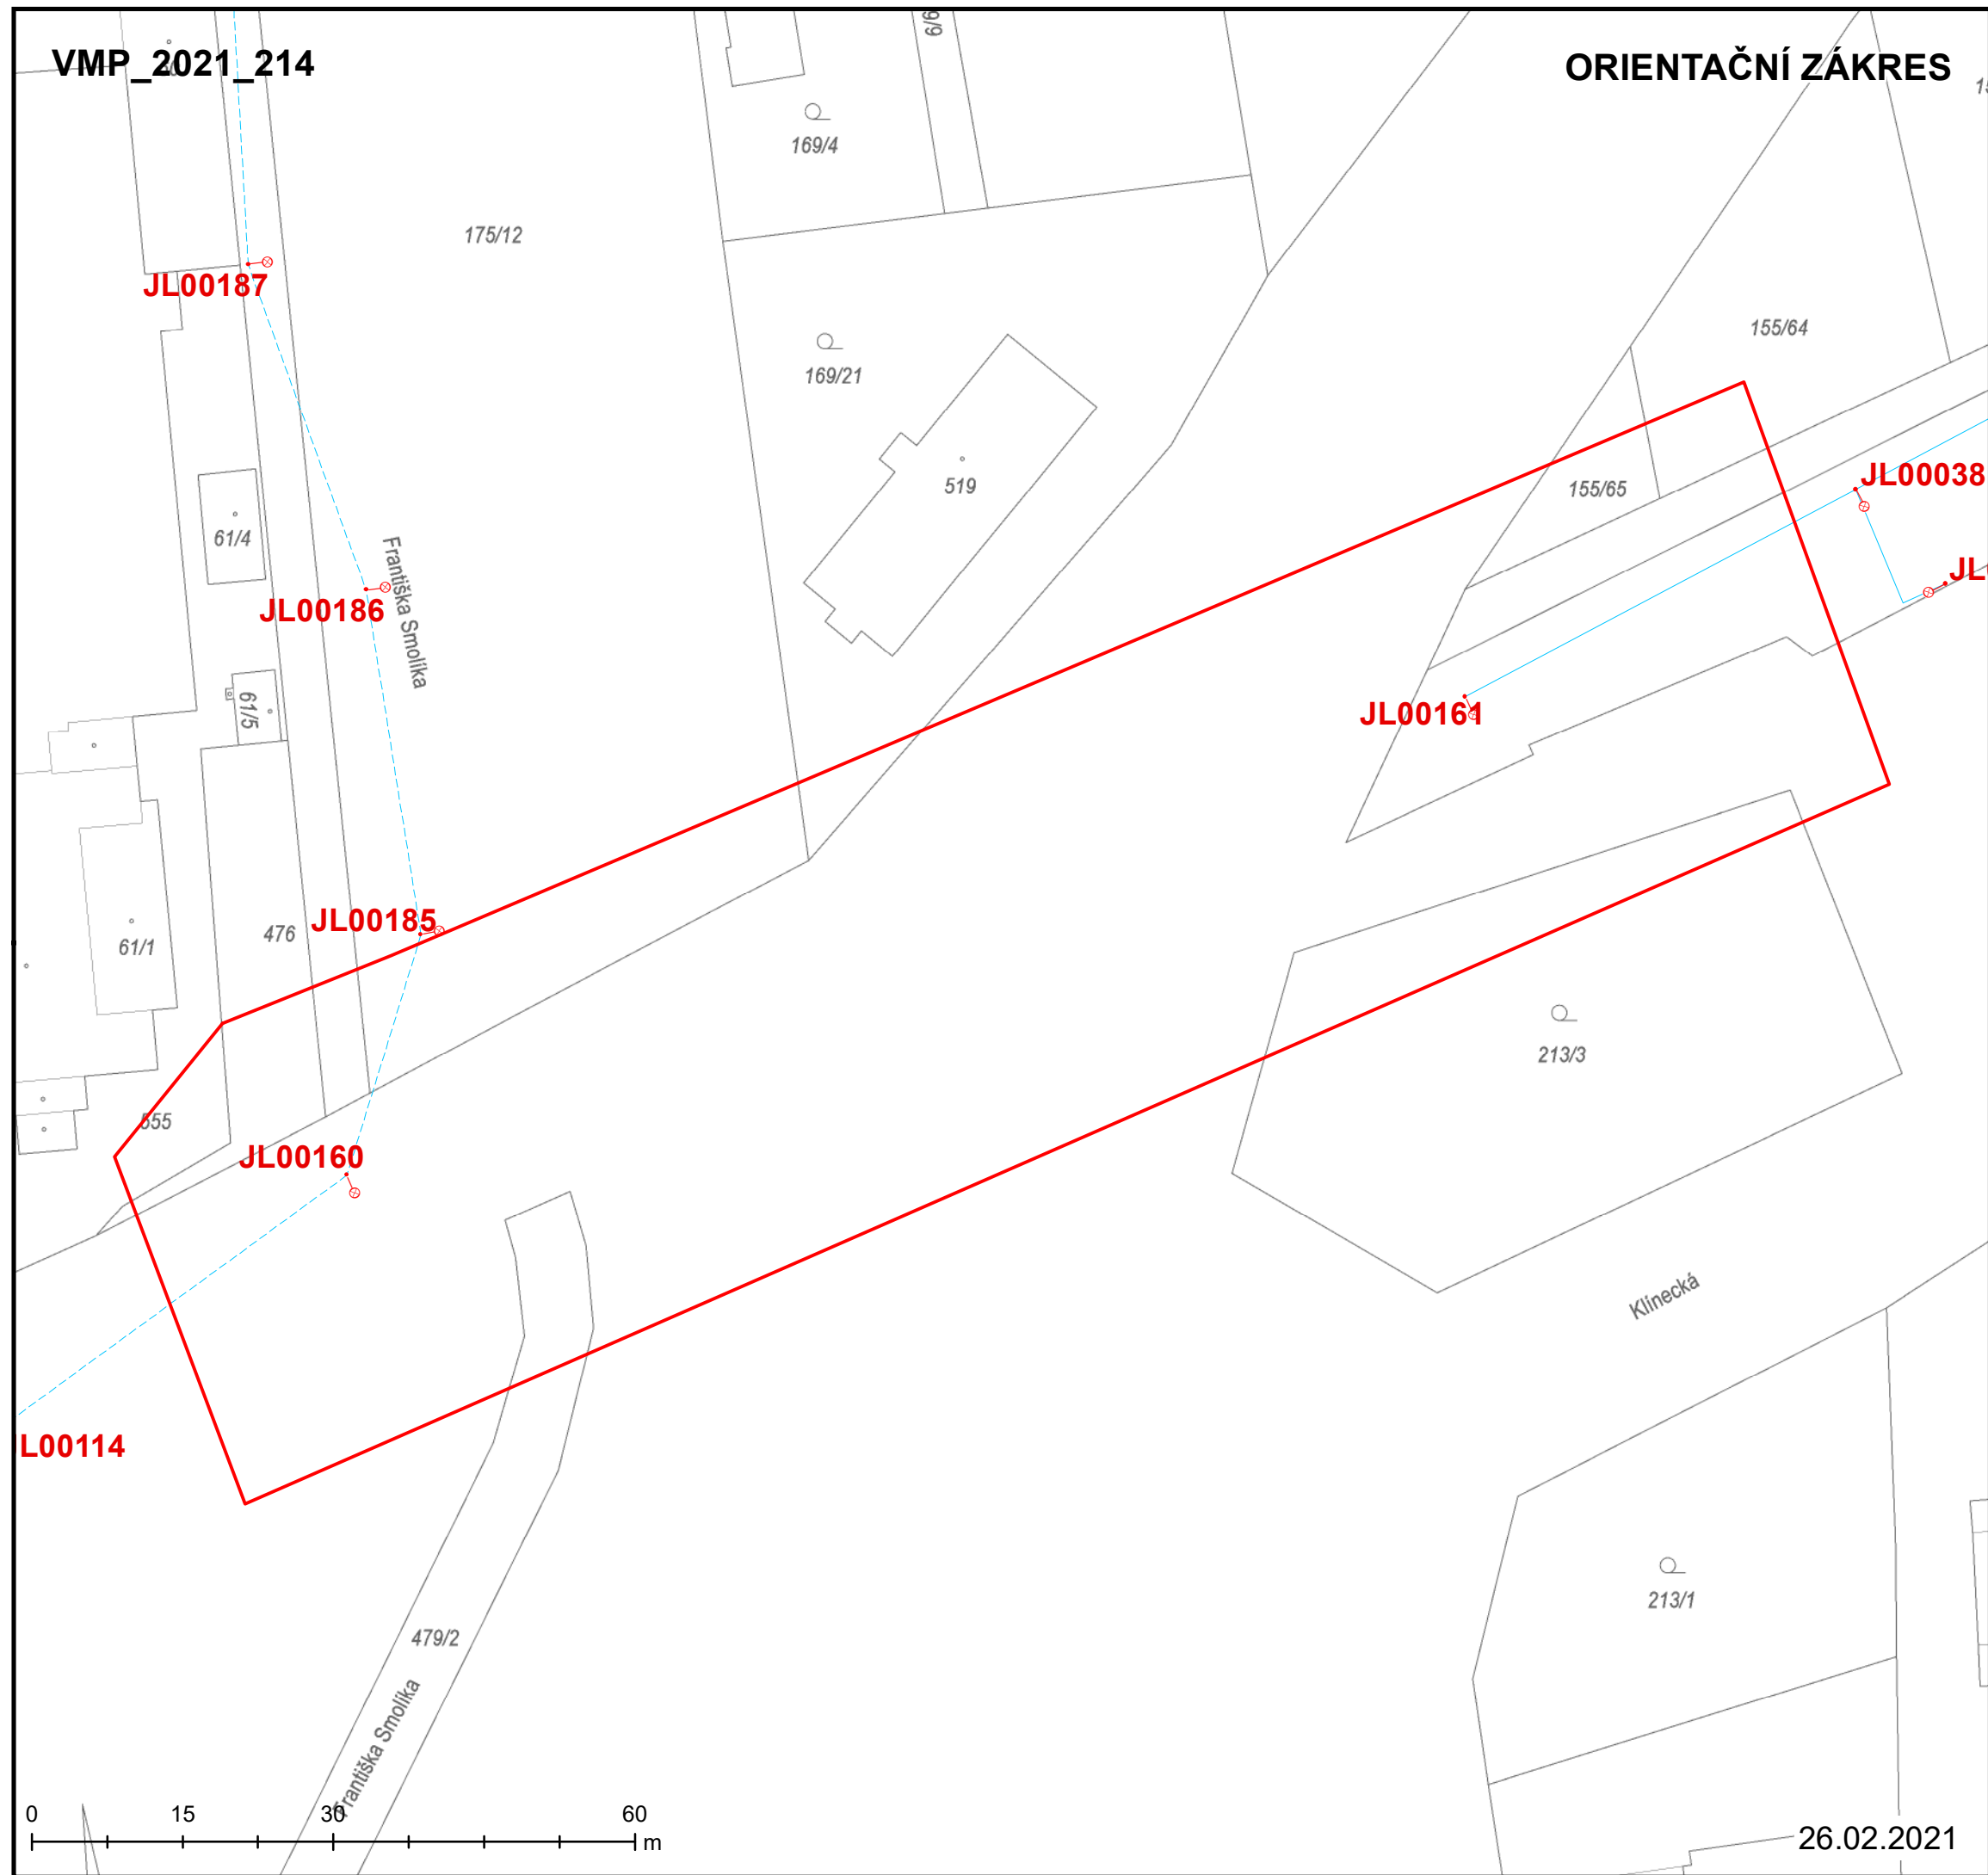 VMP_2021_214
ORIENTAČNÍ ZÁKRES
169/4
175/12
JL00187
155/64
169/21
JL00038
519
155/65
61/4
Františka Smolíka
JL00186
61/5
JL00161
JL00185
476
61/1
213/3
555
JL00160
Klínecká
L00114
213/1
479/2
Františka Smolíka
0 15 30 60
m
26.02.2021